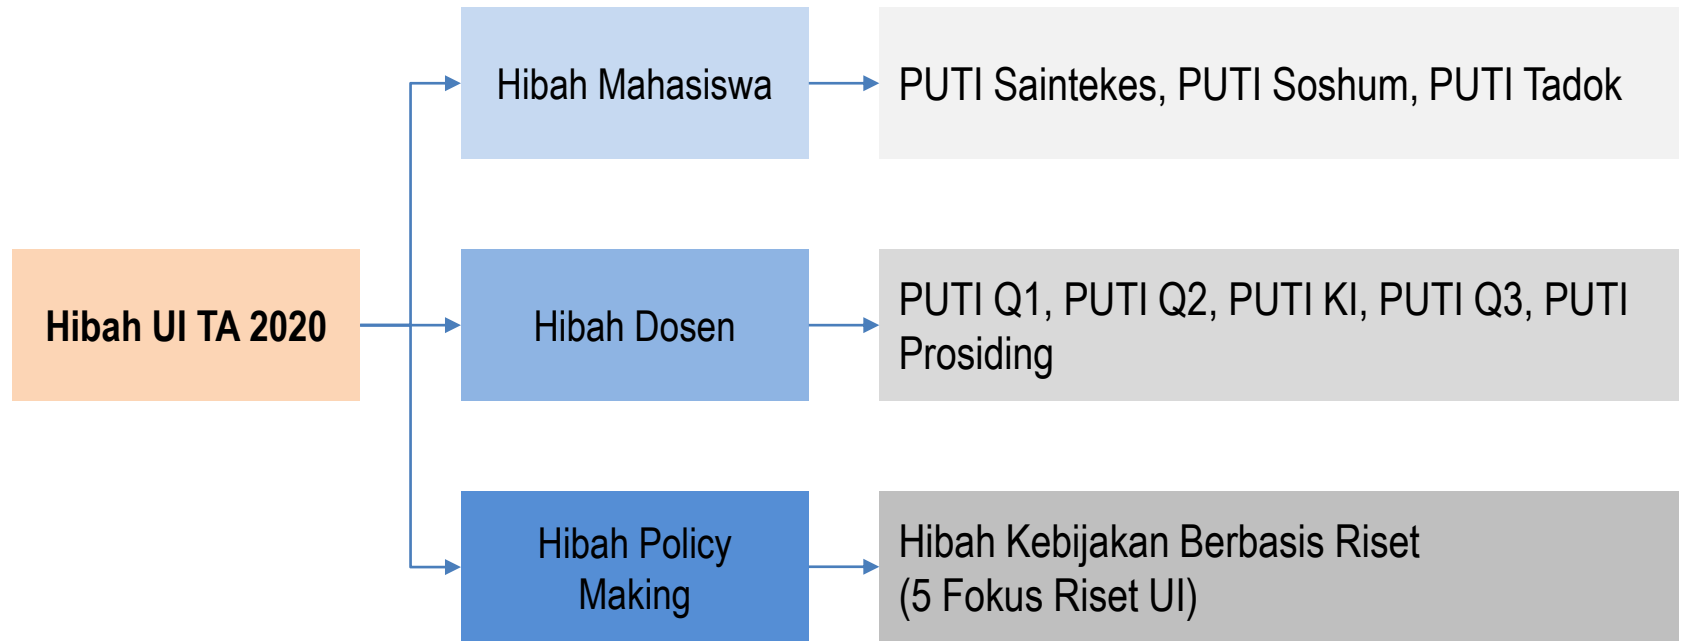 Hibah Mahasiswa
PUTI Saintekes, PUTI Soshum, PUTI Tadok
Hibah UI TA 2020
Hibah Dosen
PUTI Q1, PUTI Q2, PUTI KI, PUTI Q3, PUTI
Prosiding
Hibah Policy
Making
Hibah Kebijakan Berbasis Riset
(5 Fokus Riset UI)